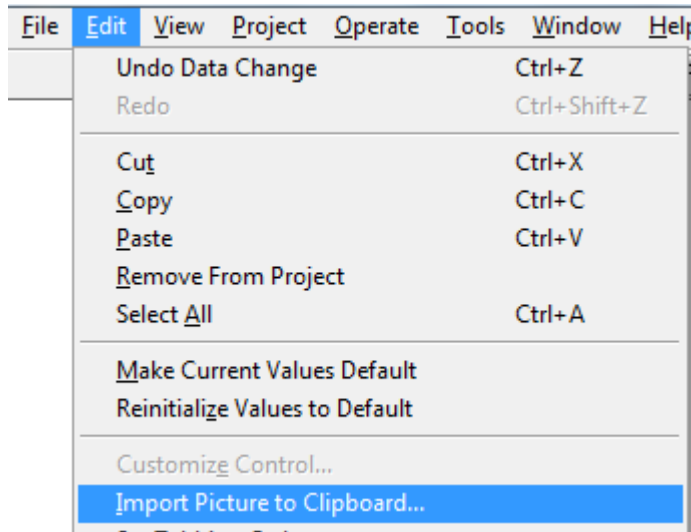 File Edit View Project Operate Tools Window Help
Undo Data Change Ctrl+Z
Redo Ctrl+Shift+Z
Cut Ctrl+X
Copy Ctrl+C
Paste Ctrl+V
Remove From Project
Select All Ctrl+A
Make Current Values Default
Reinitialize Values to Default
Customize Control...
Import Picture to Clipboard...